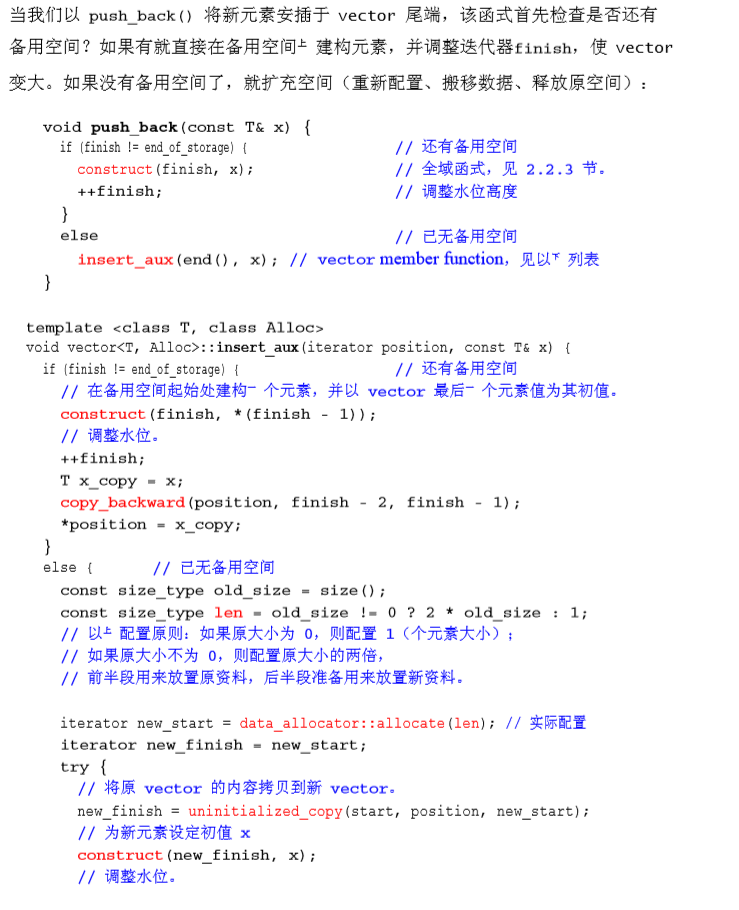 当我们以 push_back() 将新元素安插于 vector 尾端，该函式首先检查是否还有
备用空间？如果有就直接在备用空间上 建构元素，并调整迭代器finish，使 vector
变大。如果没有备用空间了，就扩充空间（重新配置、搬移数据、释放原空间）：
void push_back(const T& x) {
if (finish != end_of_storage) { // 还有备用空间
construct(finish, x); // 全域函式，见 2.2.3 节。
++finish; // 调整水位高度
}
else // 已无备用空间
insert_aux(end(), x); // vector member function，见以下 列表
}
template <class T, class Alloc>
void vector<T, Alloc>::insert_aux(iterator position, const T& x) {
if (finish != end_of_storage) { // 还有备用空间
// 在备用空间起始处建构一 个元素，并以 vector 最后一 个元素值为其初值。
construct(finish, *(finish - 1));
// 调整水位。
++finish;
T x_copy = x;
copy_backward(position, finish - 2, finish - 1);
*position = x_copy;
}
else { // 已无备用空间
const size_type old_size = size();
const size_type len = old_size != 0 ? 2 * old_size : 1;
// 以上 配置原则：如果原大小为 0，则配置 1（个元素大小）；
// 如果原大小不为 0，则配置原大小的两倍，
// 前半段用来放置原资料，后半段准备用来放置新资料。
iterator new_start = data_allocator::allocate(len); // 实际配置
iterator new_finish = new_start;
try {
// 将原 vector 的内容拷贝到新 vector。
new_finish = uninitialized_copy(start, position, new_start);
// 为新元素设定初值 x
construct(new_finish, x);
// 调整水位。